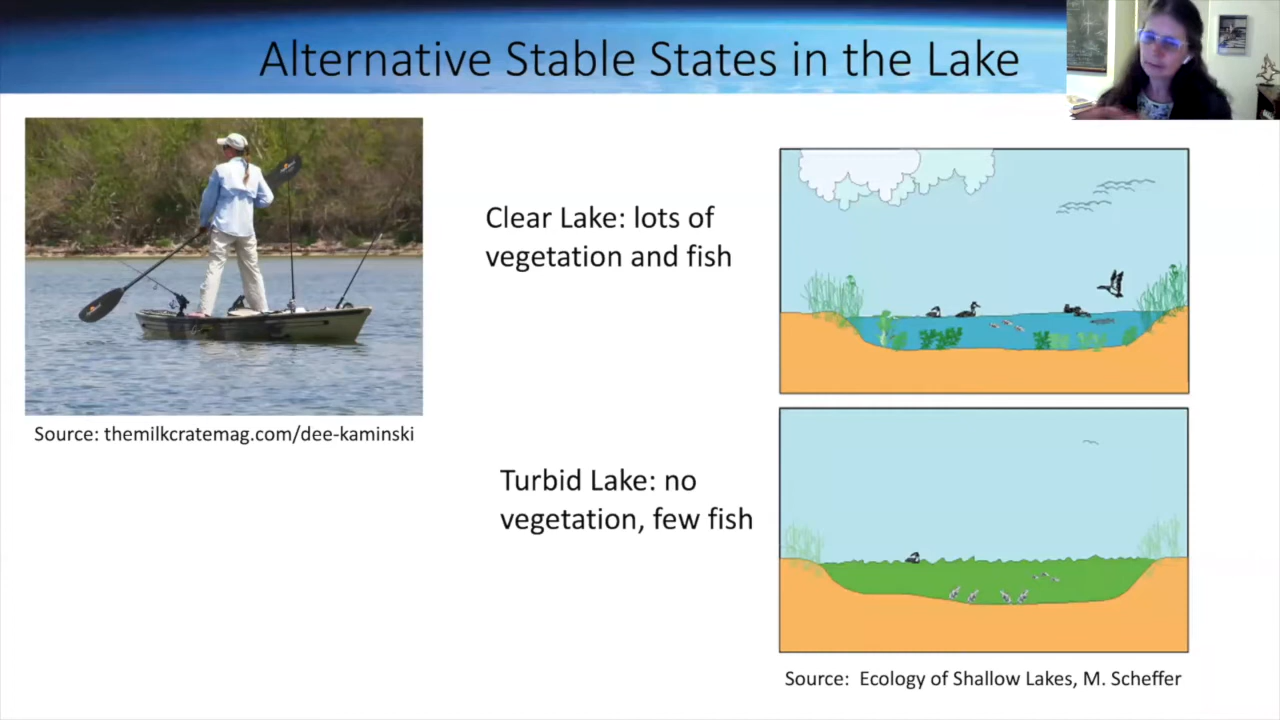 Alternative Stable States in the Lake
Clear Lake: lots of
vegetation and fish
Source: themilkcratemag.com/dee-kaminski
Turbid Lake: no
vegetation, few fish
Source: Ecology of Shallow Lakes, M. Scheffer